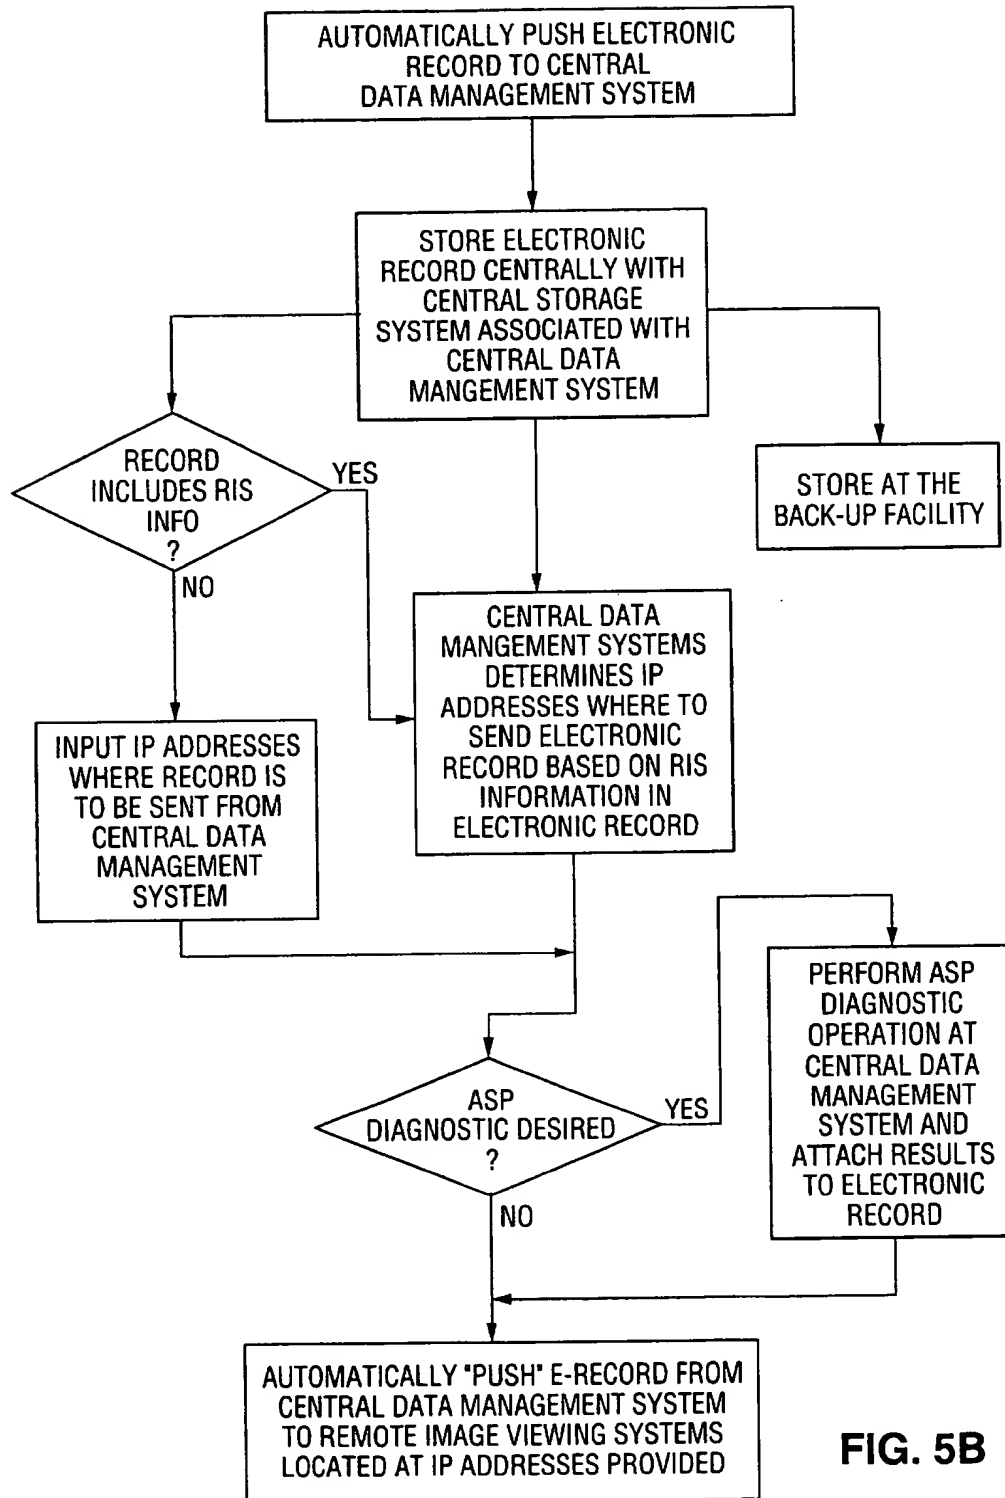 AUTOMATICALLY PUSH ELECTRONIC
RECORD TO CENTRAL
DATA MANAGEMENT SYSTEM
STORE ELECTRONIC
RECORD CENTRALLY WITH
CENTRAL STORAGE
SYSTEM ASSOCIATED WITH
CENTRAL DATA
MANGEMENT SYSTEM
RECORD
INCLUDES RIS
INFO
?
YES
NO
STORE AT THE
BACK-UP FACILITY
CENTRAL DATA
MANGEMENT SYSTEMS
DETERMINES IP
ADDRESSES WHERE TO
SEND ELECTRONIC
RECORD BASED ON RIS
INFORMATION IN
ELECTRONIC RECORD
INPUT IP ADDRESSES
WHERE RECORD IS
TO BE SENT FROM
CENTRAL DATA
MANAGEMENT
SYSTEM
ASP
DIAGNOSTIC DESIRED
?
YES
NO
PERFORM ASP
DIAGNOSTIC
OPERATION AT
CENTRAL DATA
MANAGEMENT
SYSTEM AND
ATTACH RESULTS
TO ELECTRONIC
RECORD
AUTOMATICALLY "PUSH" E-RECORD FROM
CENTRAL DATA MANAGEMENT SYSTEM
TO REMOTE IMAGE VIEWING SYSTEMS
LOCATED AT IP ADDRESSES PROVIDED
FIG. 5B